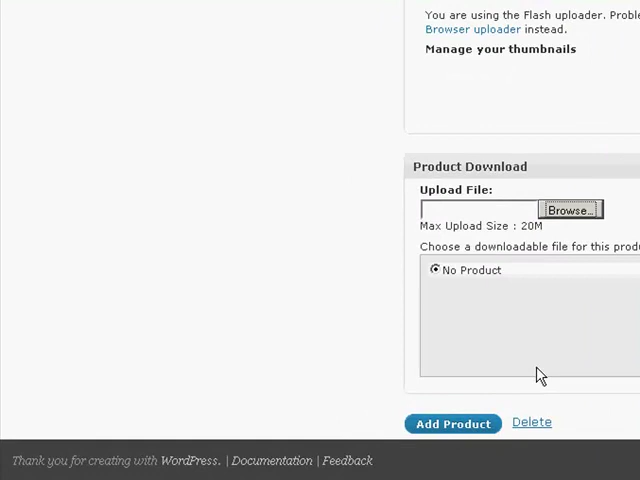 You are using the Flash uploader. Proble
Browser uploader instead.
Manage your thumbnails
Product Download
Upload File:
Browse...
Max Upload Size : 20M
Choose a downloadable file for this produ
No Product
Add Product Delete
Thank you for creating with WordPress. | Documentation | Feedback